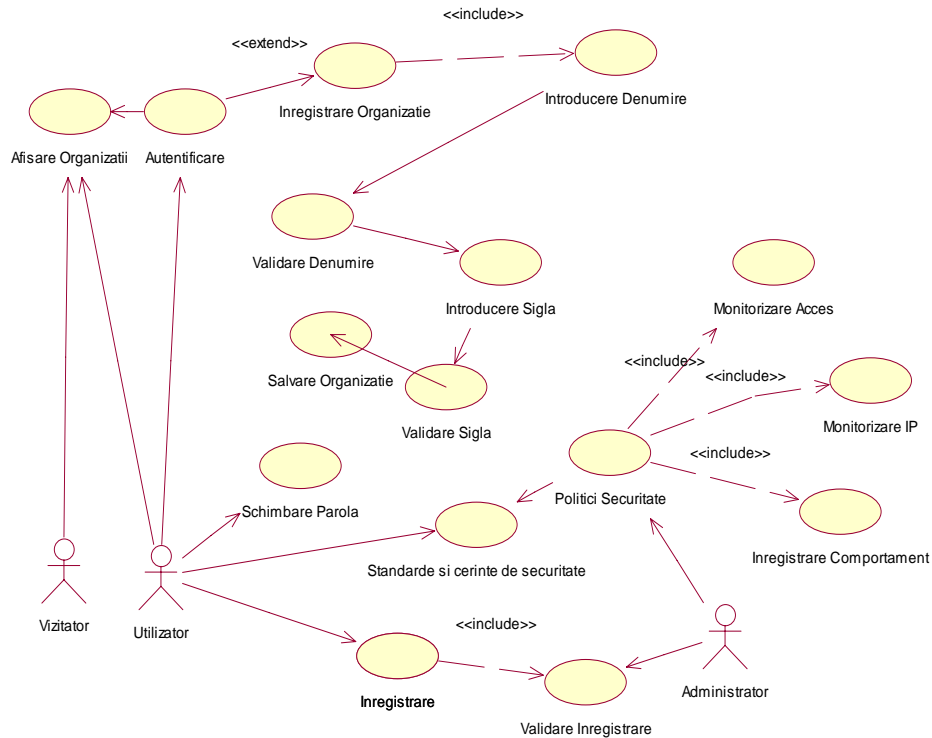 <<include>>
<<extend>>
Inregistrare Organizatie
Introducere Denumire
Afisare Organizatii
Autentificare
Validare Denumire
Introducere Sigla
Monitorizare Acces
<<include>>
Salvare Organizatie
<<include>>
Validare Sigla
Monitorizare IP
<<include>>
Politici Securitate
Schimbare Parola
Inregistrare Comportament
Standarde si cerinte de securitate
Vizitator
Utilizator
<<include>>
Administrator
Inregistrare
Validare Inregistrare